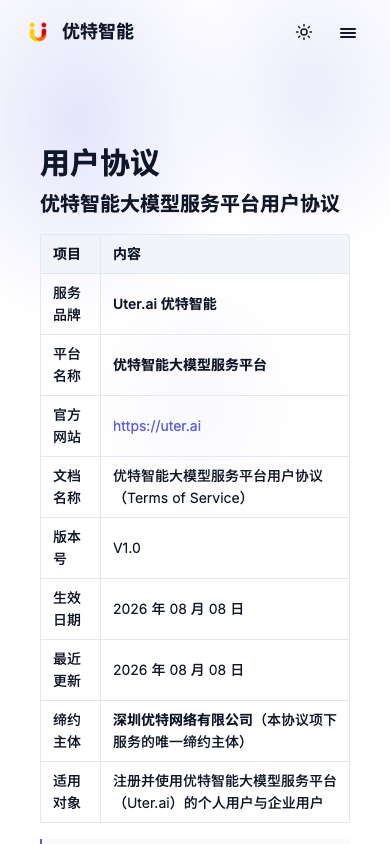 优特智能
用户协议
优特智能大模型服务平台用户协议
项目 内容
服务
品牌
Uter.ai 优特智能
平台
名称
优特智能大模型服务平台
官方
网站
https://uter.ai
文档
名称
优特智能大模型服务平台用户协议
（Terms of Service）
版本
号
V1.0
生效
日期
2026 年 08 月 08 日
最近
更新
2026 年 08 月 08 日
缔约
主体
深圳优特网络有限公司（本协议项下
服务的唯一缔约主体）
适用
对象
注册并使用优特智能大模型服务平台
（Uter.ai）的个人用户与企业用户